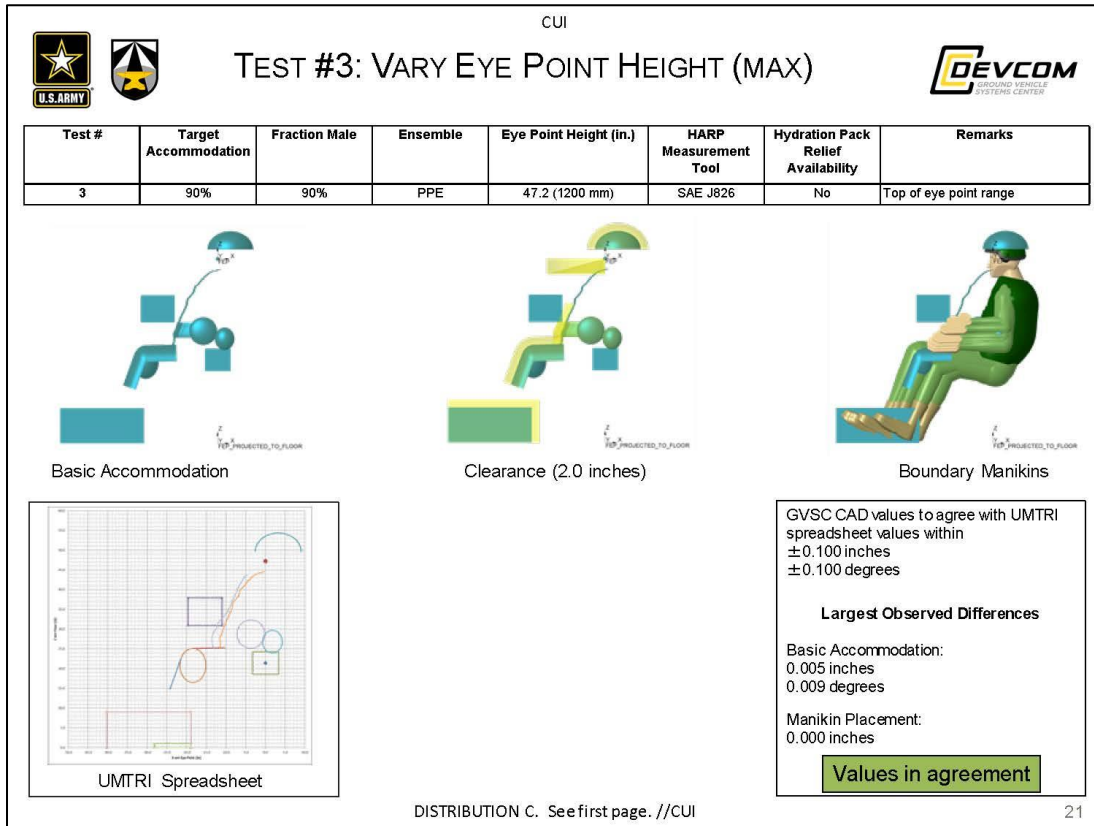 CUI
TEST #3: VARY EYE POINT HEIGHT (MAX)
U.S.ARMY
DEVCOM
GROUND VEHICLE
SYSTEMS CENTER
Test #
Target
Accommodation
Fraction Male
Ensemble
Eye Point Height (in.)
HARP
Measurement
Tool
Hydration Pack
Relief
Availability
Remarks
3
90%
90%
PPE
47.2 (1200 mm)
SAE J826
No
Top of eye point range
FEP_PROJECTED_TO_FLOOR
Basic Accommodation
FEP_PROJECTED_TO_FLOOR
Clearance (2.0 inches)
FEP_PROJECTED_TO_FLOOR
Boundary Manikins
UMTRI Spreadsheet
GVSC CAD values to agree with UMTRI
spreadsheet values within
±0.100 inches
±0.100 degrees
Largest Observed Differences
Basic Accommodation:
0.005 inches
0.009 degrees
Manikin Placement:
0.000 inches
Values in agreement
DISTRIBUTION C. See first page. //CUI
21